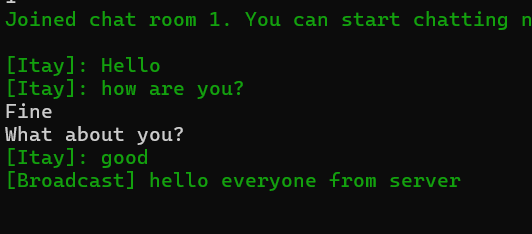 Joined chat room 1. You can start chatting
[Itay]: Hello
[Itay]: how are you?
Fine
What about you?
[Itay]: good
[Broadcast] hello everyone from server